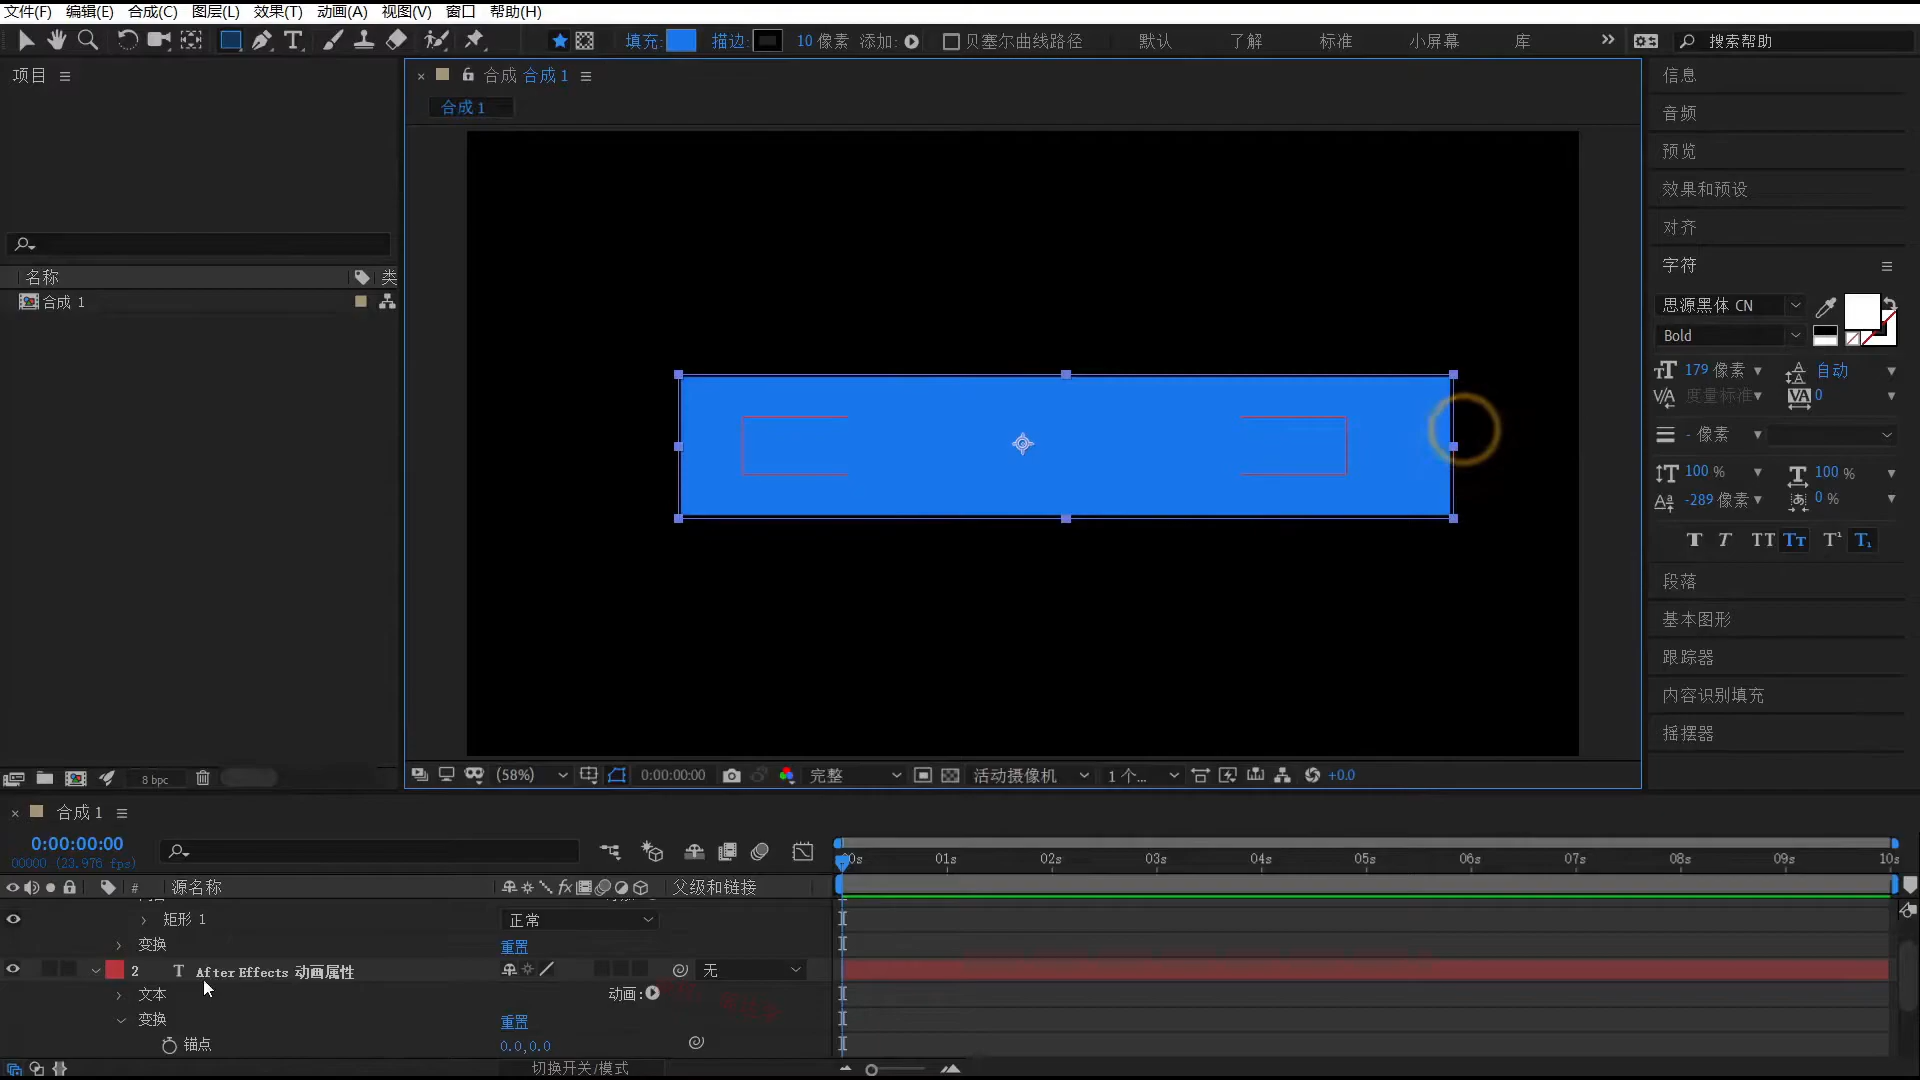 文件(F) 编辑(E) 合成(C) 图层(L) 效果(T) 动画(A) 视图(V) 窗口 帮助(H)
填充: 描边: 10 像素 添加: 贝塞尔曲线路径 默认 了解 标准 小屏幕 库 搜索帮助
项目
合成 合成 1
合成 1
名称 类
合成 1
8 bpc
信息
音频
预览
效果和预设
对齐
字符
思源黑体 CN
Bold
179 像素 自动
度量标准 0
- 像素
100 % 100 %
-289 像素 0 %
段落
基本图形
跟踪器
内容识别填充
摇摆器
(58%) 0:00:00:00 完整 活动摄像机 1 个... +0.0
合成 1
0:00:00:00
00000 (23.976 fps)
0s 01s 02s 03s 04s 05s 06s 07s 08s 09s 10s
# 源名称 fx 父级和链接
矩形 1 正常
变换 重置
2 After Effects 动画属性 无
文本 动画:
变换 重置
锚点 0.0,0.0
切换开关/模式